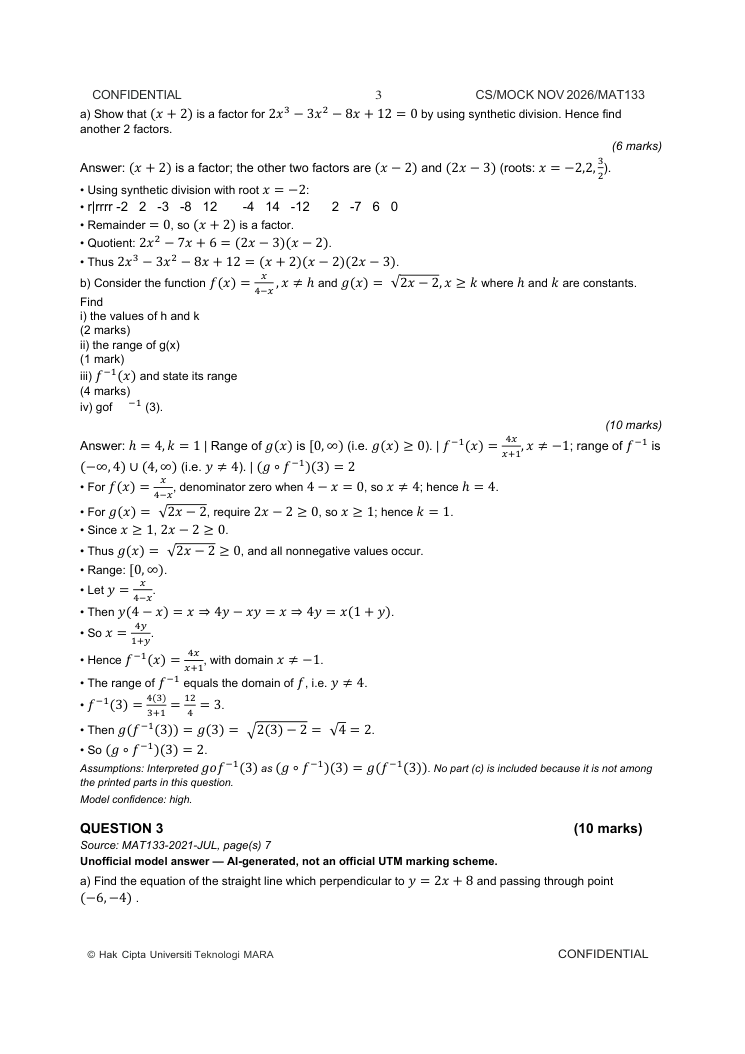 CONFIDENTIAL 3 CS/MOCK NOV 2026/MAT133
a) Show that (x + 2) is a factor for 2x³ − 3x² − 8x + 12 = 0 by using synthetic division. Hence find
another 2 factors.
(6 marks)
Answer: (x + 2) is a factor; the other two factors are (x − 2) and (2x − 3) (roots: x = −2,2,3/2).
• Using synthetic division with root x = −2:
• r|rrrr -2 2 -3 -8 12 -4 14 -12 2 -7 6 0
• Remainder = 0, so (x + 2) is a factor.
• Quotient: 2x² − 7x + 6 = (2x − 3)(x − 2).
• Thus 2x³ − 3x² − 8x + 12 = (x + 2)(x − 2)(2x − 3).
b) Consider the function f(x) = x/(4−x), x ≠ h and g(x) = √(2x − 2), x ≥ k where h and k are constants.
Find
i) the values of h and k
(2 marks)
ii) the range of g(x)
(1 mark)
iii) f⁻¹(x) and state its range
(4 marks)
iv) gof ⁻¹ (3).
(10 marks)
Answer: h = 4, k = 1 | Range of g(x) is [0, ∞) (i.e. g(x) ≥ 0). | f⁻¹(x) = 4x/(x+1), x ≠ −1; range of f⁻¹ is
(−∞, 4) ∪ (4, ∞) (i.e. y ≠ 4). | (g ∘ f⁻¹)(3) = 2
• For f(x) = x/(4−x), denominator zero when 4 − x = 0, so x ≠ 4; hence h = 4.
• For g(x) = √(2x − 2), require 2x − 2 ≥ 0, so x ≥ 1; hence k = 1.
• Since x ≥ 1, 2x − 2 ≥ 0.
• Thus g(x) = √(2x − 2) ≥ 0, and all nonnegative values occur.
• Range: [0, ∞).
• Let y = x/(4−x).
• Then y(4 − x) = x ⇒ 4y − xy = x ⇒ 4y = x(1 + y).
• So x = 4y/(1+y).
• Hence f⁻¹(x) = 4x/(x+1), with domain x ≠ −1.
• The range of f⁻¹ equals the domain of f, i.e. y ≠ 4.
• f⁻¹(3) = 4(3)/(3+1) = 12/4 = 3.
• Then g(f⁻¹(3)) = g(3) = √(2(3) − 2) = √4 = 2.
• So (g ∘ f⁻¹)(3) = 2.
Assumptions: Interpreted gof⁻¹(3) as (g ∘ f⁻¹)(3) = g(f⁻¹(3)). No part (c) is included because it is not among
the printed parts in this question.
Model confidence: high.
QUESTION 3 (10 marks)
Source: MAT133-2021-JUL, page(s) 7
Unofficial model answer — AI-generated, not an official UTM marking scheme.
a) Find the equation of the straight line which perpendicular to y = 2x + 8 and passing through point
(−6, −4) .
© Hak Cipta Universiti Teknologi MARA CONFIDENTIAL